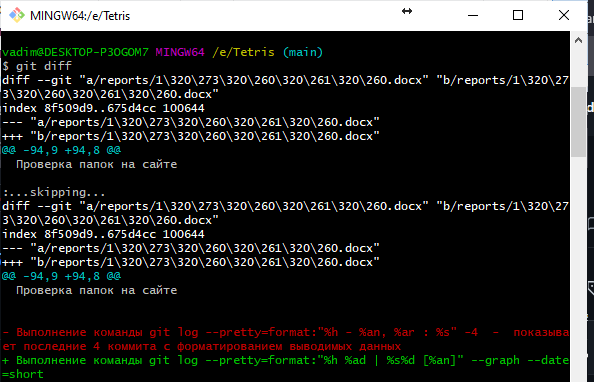 MINGW64:/e/Tetris
vadim@DESKTOP-P3OGOM7 MINGW64 /e/Tetris (main)
$ git diff
diff --git "a/reports/1\320\273\320\260\320\261\320\260.docx" "b/reports/1\320\27
3\320\260\320\261\320\260.docx"
index 8f509d9..675d4cc 100644
--- "a/reports/1\320\273\320\260\320\261\320\260.docx"
+++ "b/reports/1\320\273\320\260\320\261\320\260.docx"
@@ -94,9 +94,8 @@
Проверка папок на сайте
:...skipping...
diff --git "a/reports/1\320\273\320\260\320\261\320\260.docx" "b/reports/1\320\27
3\320\260\320\261\320\260.docx"
index 8f509d9..675d4cc 100644
--- "a/reports/1\320\273\320\260\320\261\320\260.docx"
+++ "b/reports/1\320\273\320\260\320\261\320\260.docx"
@@ -94,9 +94,8 @@
Проверка папок на сайте
- Выполнение команды git log --pretty=format:"%h - %an, %ar : %s" -4  -  показыва
ет последние 4 коммита с форматированием выводимых данных
+ Выполнение команды git log --pretty=format:"%h %ad | %s%d [%an]" --graph --date
=short